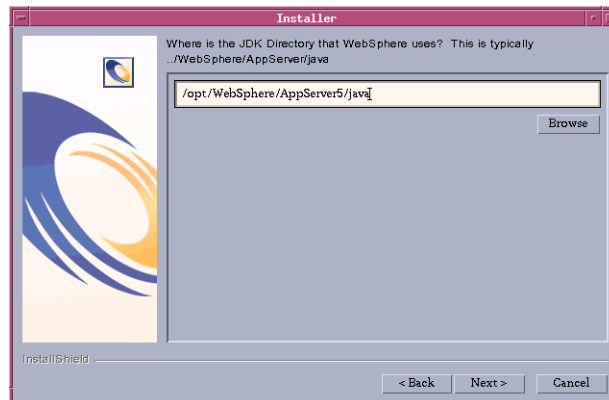 Installer
Where is the JDK Directory that WebSphere uses? This is typically
../WebSphere/AppServer/java
/opt/WebSphere/AppServer5/java
Browse
InstallShield
< Back
Next >
Cancel